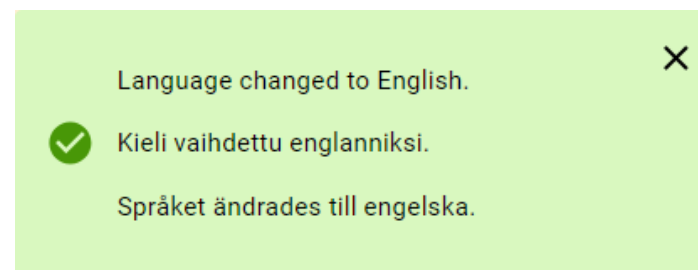 Language changed to English.
Kieli vaihdettu englanniksi.
Språket ändrades till engelska.